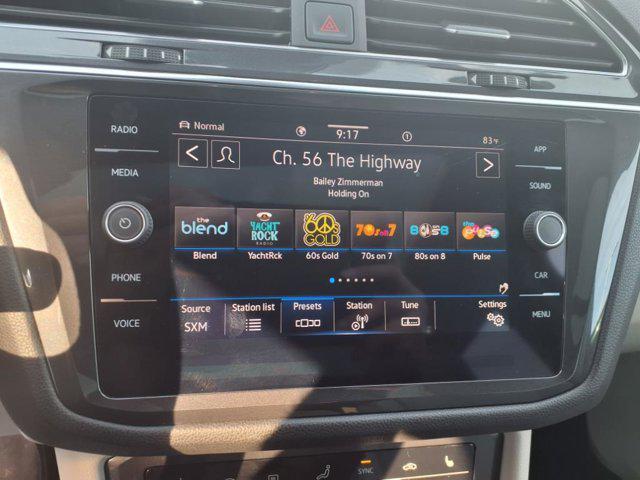 RADIO
MEDIA
PHONE
VOICE
Normal
9:17
83 °F
Ch. 56 The Highway
Bailey Zimmerman
Holding On
the blend
YACHT ROCK RADIO
60s GOLD
70s on 7
80s on 8
the pulse
Blend YachtRck 60s Gold 70s on 7 80s on 8 Pulse
Source Station list Presets Station Tune Settings
SXM
APP
SOUND
CAR
MENU
SYNC